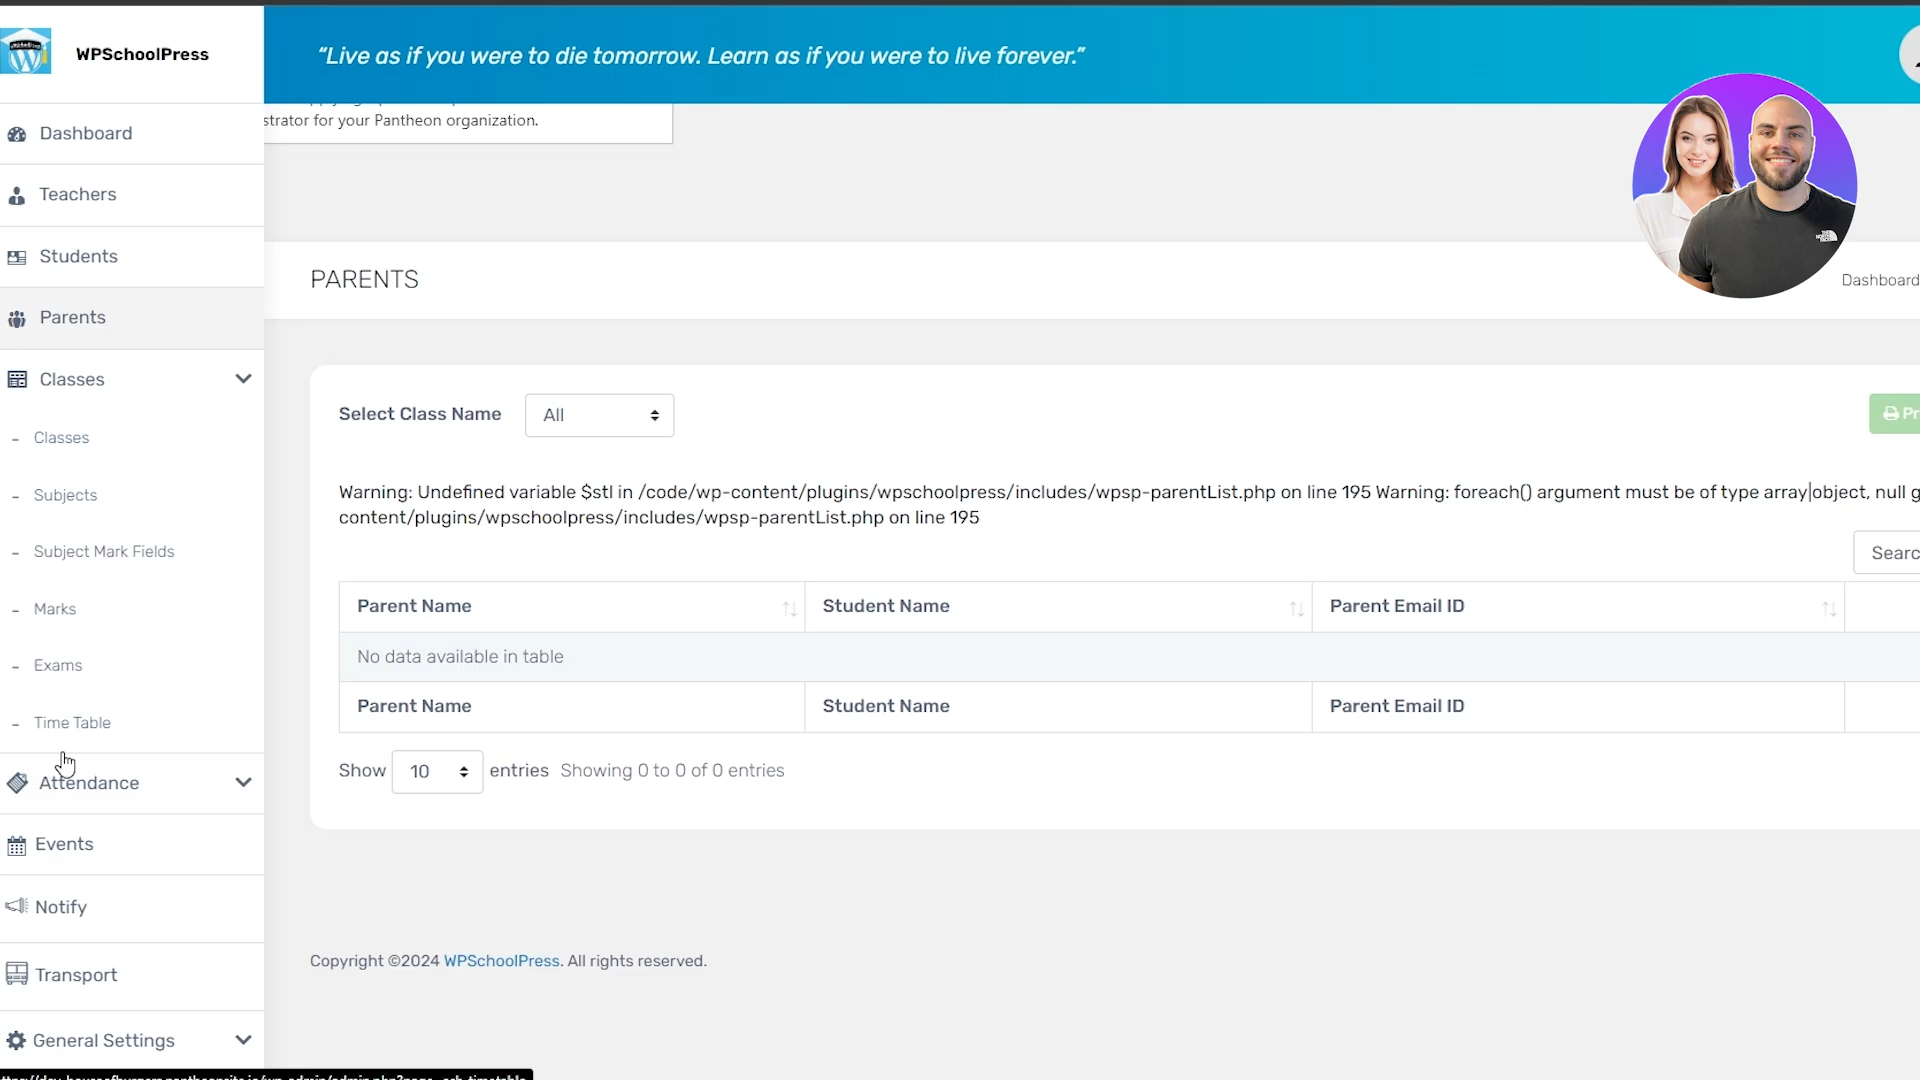 WPSchoolPress
“Live as if you were to die tomorrow. Learn as if you were to live forever.”
strator for your Pantheon organization.
Dashboard
Teachers
Students
Parents
Classes
- Classes
- Subjects
- Subject Mark Fields
- Marks
- Exams
- Time Table
Attendance
Events
Notify
Transport
General Settings
PARENTS
Dashboard
Select Class Name All
Pr
Warning: Undefined variable $stl in /code/wp-content/plugins/wpschoolpress/includes/wpsp-parentList.php on line 195 Warning: foreach() argument must be of type array|object, null g
content/plugins/wpschoolpress/includes/wpsp-parentList.php on line 195
Searc
Parent Name Student Name Parent Email ID
No data available in table
Parent Name Student Name Parent Email ID
Show 10 entries Showing 0 to 0 of 0 entries
Copyright ©2024 WPSchoolPress. All rights reserved.